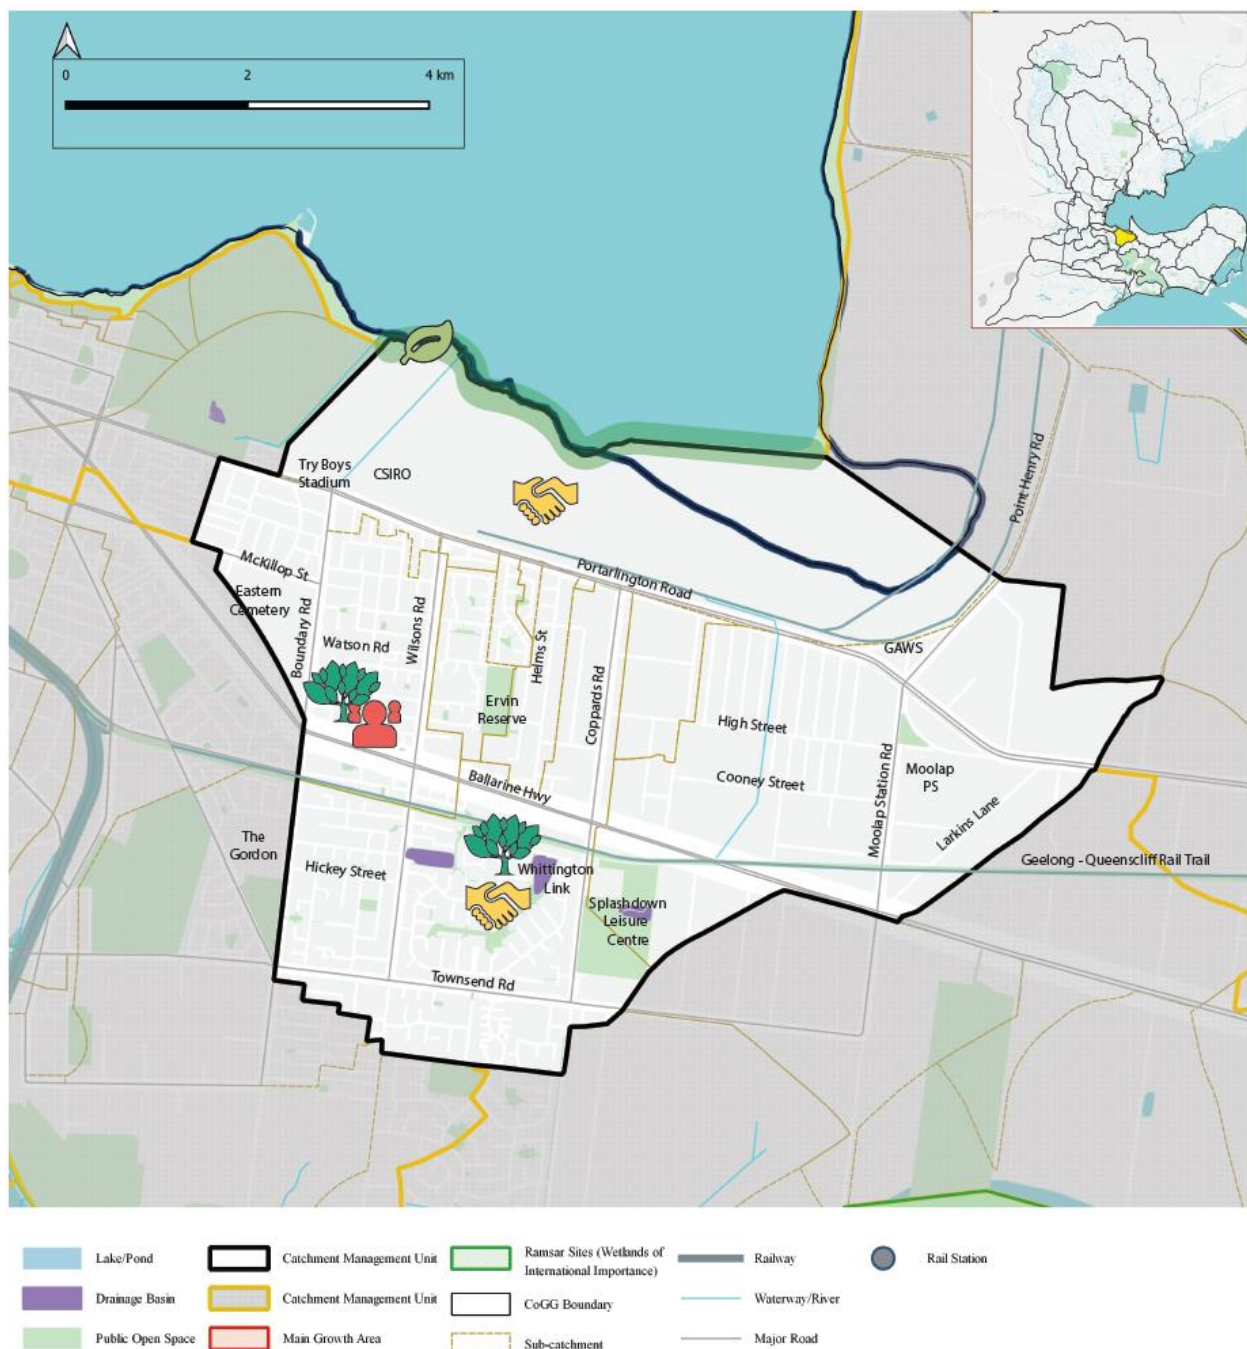 0 2 4 km
Point Henry Rd
Try Boys
Stadium
CSIRO
Portarlington Road
McKillop St
Eastern
Cemetery
Boundary Rd
Watson Rd
Wilsons Rd
Helms St
Coppards Rd
Ervin
Reserve
GAWS
High Street
Cooney Street
Moolap Station Rd
Moolap
PS
Larkins Lane
Ballarine Hwy
The
Gordon
Hickey Street
Whittington
Link
Geelong - Queenscliff Rail Trail
Splashdown
Leisure
Centre
Townsend Rd
Lake/Pond
Catchment Management Unit
Ramsar Sites (Wetlands of
International Importance)
Railway
Rail Station
Drainage Basin
Catchment Management Unit
CoGG Boundary
Waterway/River
Public Open Space
Main Growth Area
Sub-catchment
Major Road